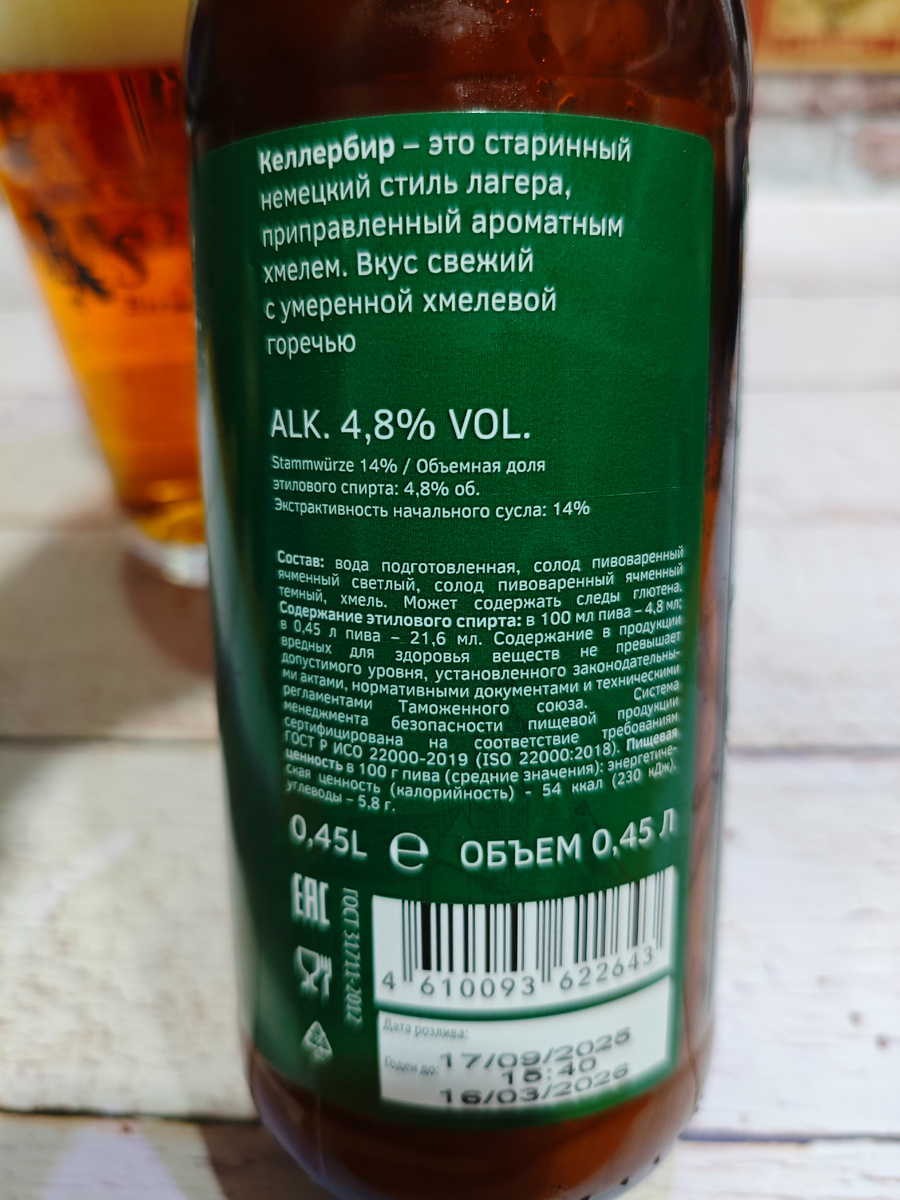 Келлербир – это старинный
немецкий стиль лагера,
приправленный ароматным
хмелем. Вкус свежий
с умеренной хмелевой
горечью
ALK. 4,8% VOL.
Stammwürze 14% / Объемная доля
этилового спирта: 4,8% об.
Экстрактивность начального сусла: 14%
Состав: вода подготовленная, солод пивоваренный
ячменный светлый, солод пивоваренный ячменный
темный, хмель. Может содержать следы глютена.
Содержание этилового спирта: в 100 мл пива – 4,8 мл;
в 0,45 л пива – 21,6 мл. Содержание в продукции
вредных для здоровья веществ не превышает
допустимого уровня, установленного законодательны-
ми актами, нормативными документами и техническими
регламентами Таможенного союза. Система
менеджмента безопасности пищевой продукции
сертифицирована на соответствие требованиям
ГОСТ Р ИСО 22000-2019 (ISO 22000:2018). Пищевая
ценность в 100 г пива (средние значения): энергетиче-
ская ценность (калорийность) - 54 ккал (230 кДж),
углеводы – 5,8 г.
0,45L e ОБЪЕМ 0,45 Л
EAC
ГОСТ 31711-2012
4 610093 622643
Дата розлива:
17/09/2025
Годен до:
15:40
16/03/2026